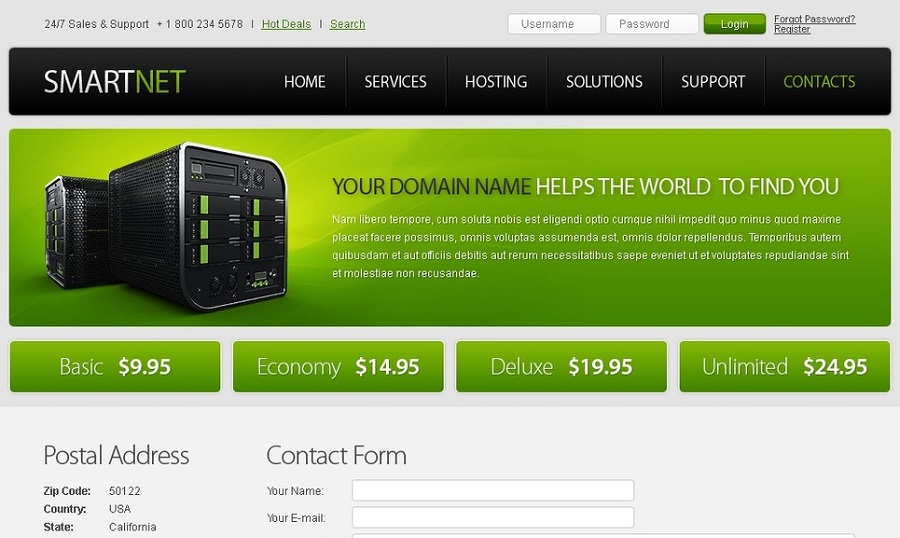 24/7 Sales & Support + 1 800 234 5678 | Hot Deals | Search
Username Password Login Forgot Password?
Register
SMARTNET HOME SERVICES HOSTING SOLUTIONS SUPPORT CONTACTS
YOUR DOMAIN NAME HELPS THE WORLD TO FIND YOU
Nam libero tempore, cum soluta nobis est eligendi optio cumque nihil impedit quo minus quod maxime
placeat facere possimus, omnis voluptas assumenda est, omnis dolor repellendus. Temporibus autem
quibusdam et aut officiis debitis aut rerum necessitatibus saepe eveniet ut et voluptates repudiandae sint
et molestiae non recusandae.
Basic $9.95 Economy $14.95 Deluxe $19.95 Unlimited $24.95
Postal Address
Zip Code: 50122
Country: USA
State: California
Contact Form
Your Name:
Your E-mail: